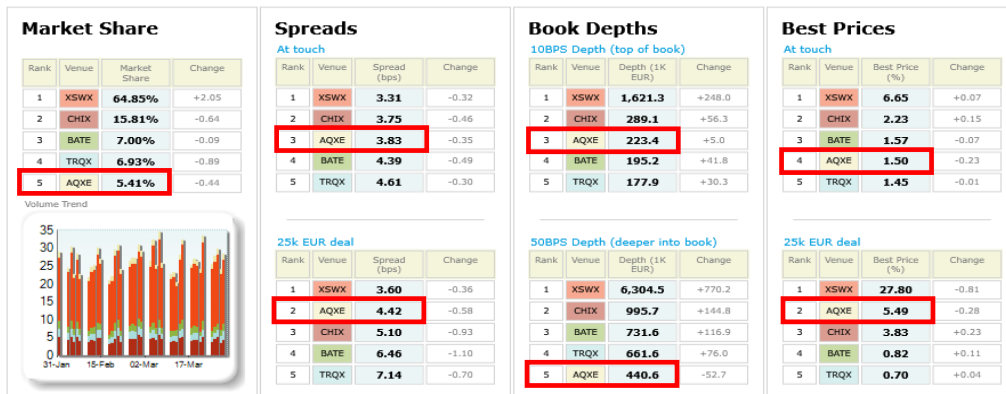 Market Share
Rank Venue Market Share Change
1 XSWX 64.85% +2.05
2 CHIX 15.81% -0.64
3 BATE 7.00% -0.09
4 TRQX 6.93% -0.89
5 AQXE 5.41% -0.44
Volume Trend
35
30
25
20
15
10
5
0
31-Jan 15-Feb 02-Mar 17-Mar
Spreads
At touch
Rank Venue Spread (bps) Change
1 XSWX 3.31 -0.32
2 CHIX 3.75 -0.46
3 AQXE 3.83 -0.35
4 BATE 4.39 -0.49
5 TRQX 4.61 -0.30
25k EUR deal
Rank Venue Spread (bps) Change
1 XSWX 3.60 -0.36
2 AQXE 4.42 -0.58
3 CHIX 5.10 -0.93
4 BATE 6.46 -1.10
5 TRQX 7.14 -0.70
Book Depths
10BPS Depth (top of book)
Rank Venue Depth (1K EUR) Change
1 XSWX 1,621.3 +248.0
2 CHIX 289.1 +56.3
3 AQXE 223.4 +5.0
4 BATE 195.2 +41.8
5 TRQX 177.9 +30.3
50BPS Depth (deeper into book)
Rank Venue Depth (1K EUR) Change
1 XSWX 6,304.5 +770.2
2 CHIX 995.7 +144.8
3 BATE 731.6 +116.9
4 TRQX 661.6 +76.0
5 AQXE 440.6 -52.7
Best Prices
At touch
Rank Venue Best Price (%) Change
1 XSWX 6.65 +0.07
2 CHIX 2.23 +0.15
3 BATE 1.57 -0.07
4 AQXE 1.50 -0.23
5 TRQX 1.45 -0.01
25k EUR deal
Rank Venue Best Price (%) Change
1 XSWX 27.80 -0.81
2 AQXE 5.49 -0.28
3 CHIX 3.83 +0.23
4 BATE 0.82 +0.11
5 TRQX 0.70 +0.04